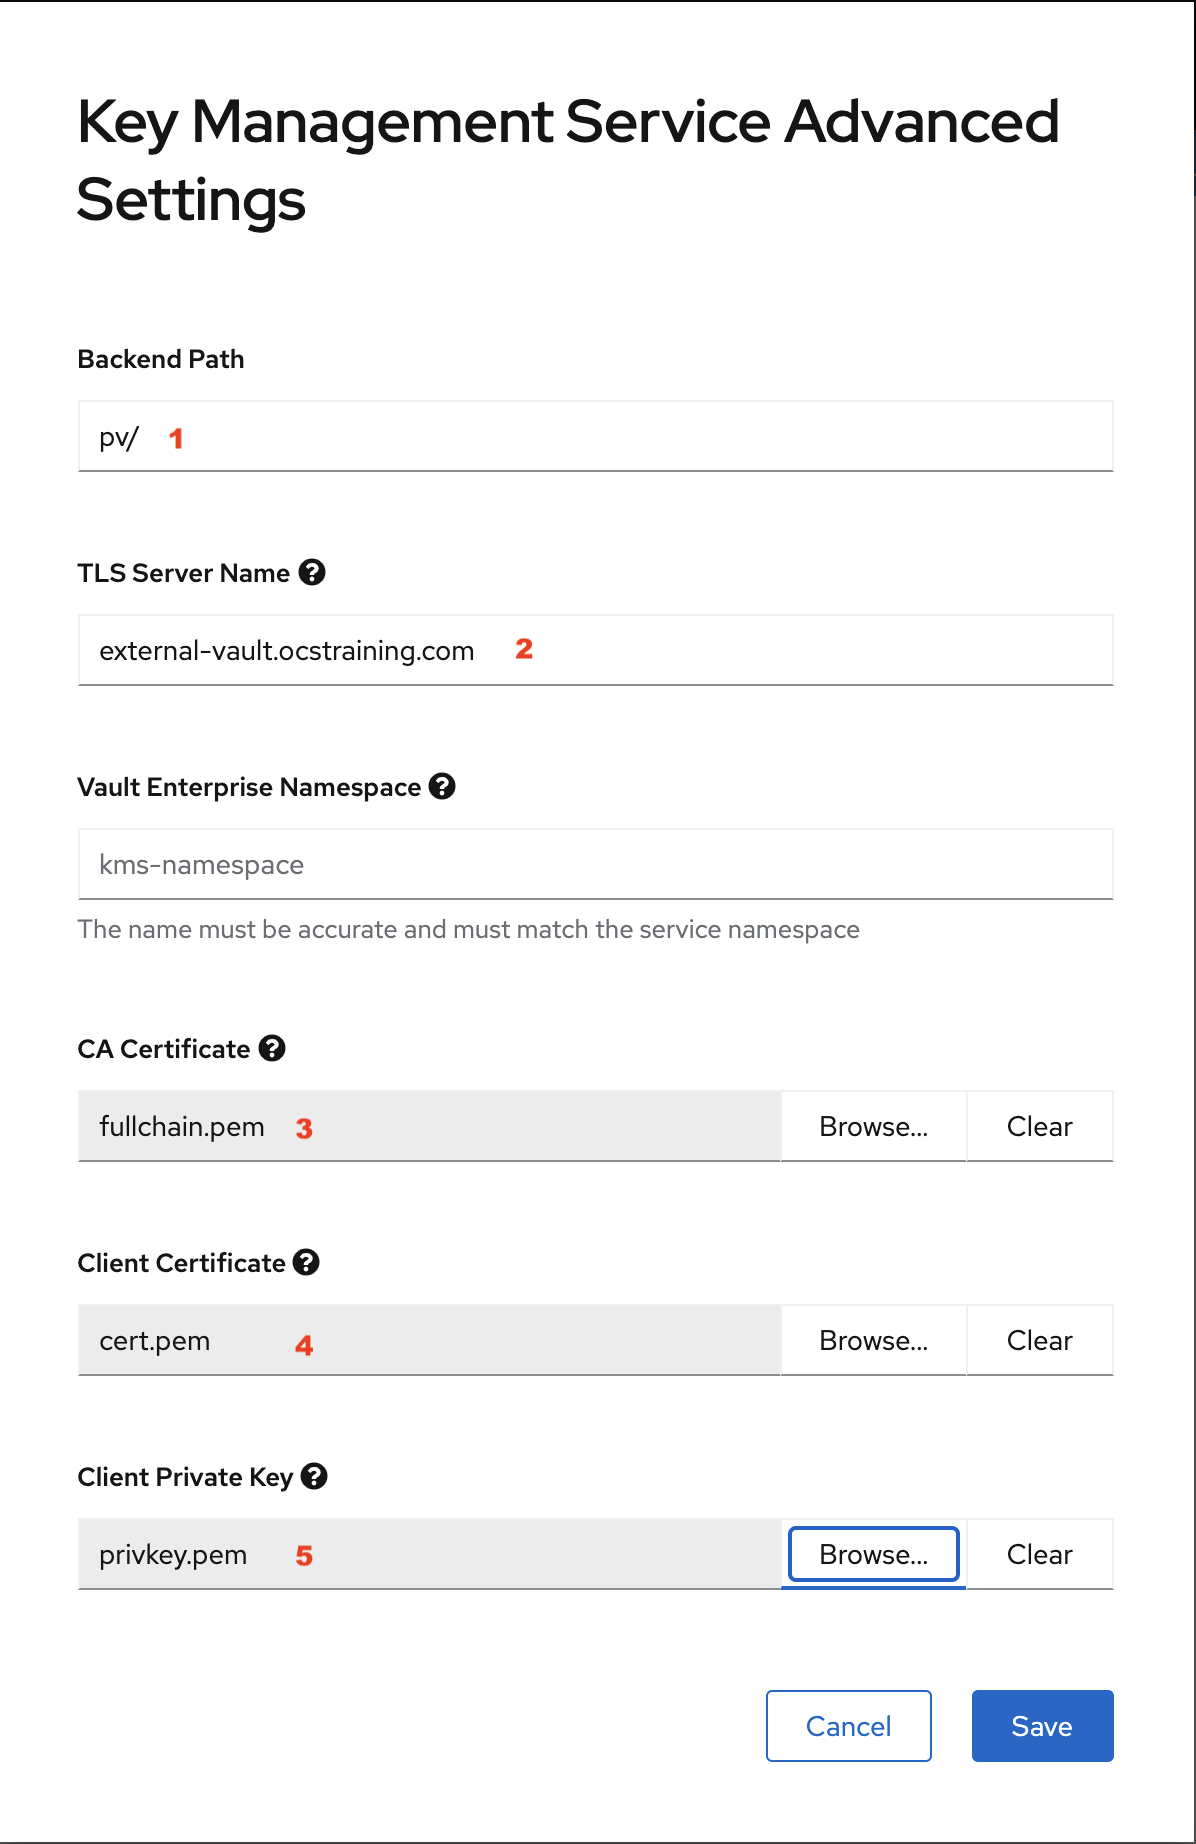 Key Management Service Advanced
Settings
Backend Path
pv/ 1
TLS Server Name ?
external-vault.ocstraining.com 2
Vault Enterprise Namespace ?
kms-namespace
The name must be accurate and must match the service namespace
CA Certificate ?
fullchain.pem 3 Browse... Clear
Client Certificate ?
cert.pem 4 Browse... Clear
Client Private Key ?
privkey.pem 5 Browse... Clear
Cancel Save